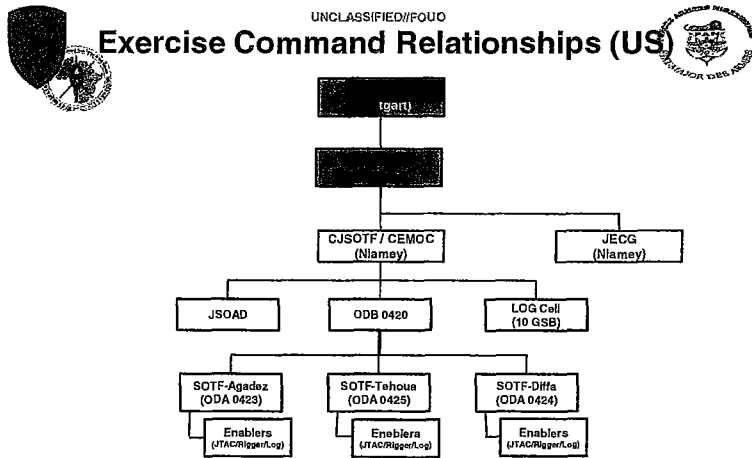 UNCLASSIFIED//FOUO
Exercise Command Relationships (US)
tgart)
CJSOTF / CEMOC
(Niamey)
JECG
(Niamey)
JSOAD
ODB 0420
LOG Cell
(10 GSB)
SOTF-Agadez
(ODA 0423)
SOTF-Tahoua
(ODA 0425)
SOTF-Diffa
(ODA 0424)
Enablers
(JTAC/Rigger/Log)
Enablers
(JTAC/Rigger/Log)
Enablers
(JTAC/Rigger/Log)